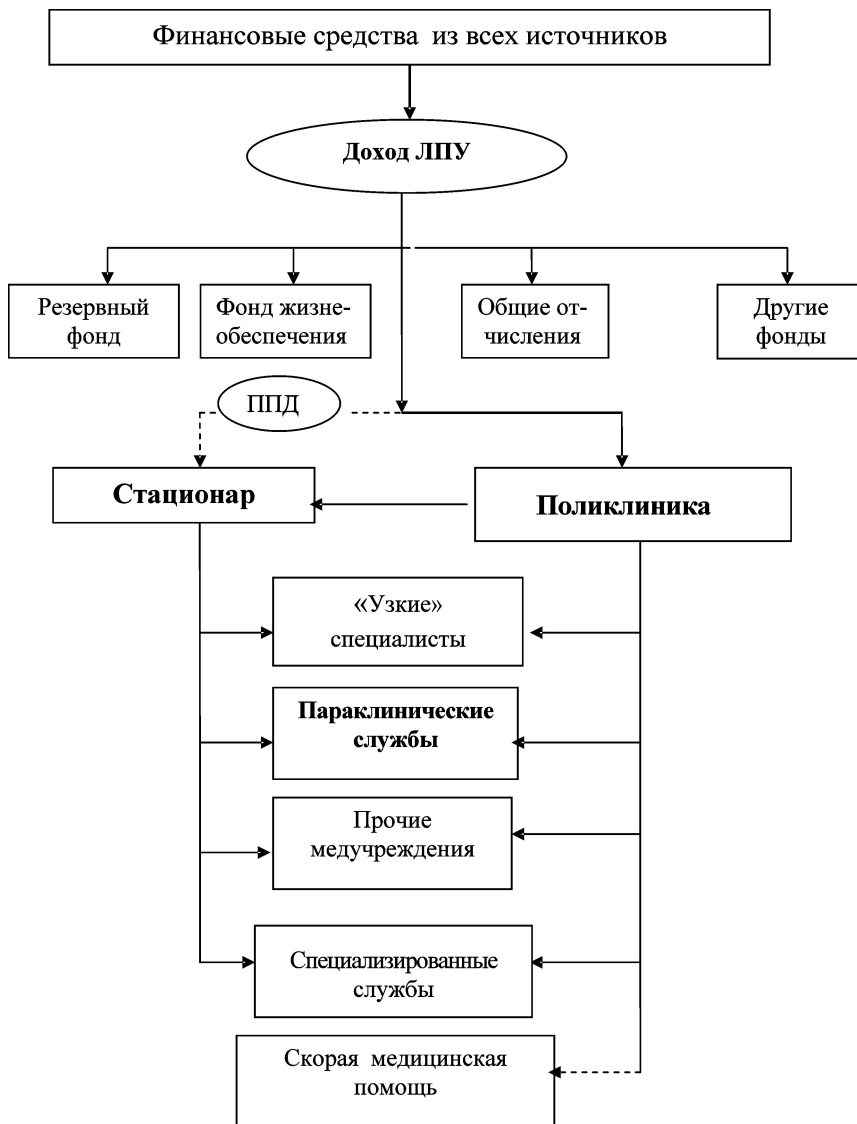 Финансовые средства из всех источников
Доход ЛПУ
Резервный
фонд
Фонд жизне-
обеспечения
Общие от-
числения
Другие
фонды
ППД
Стационар
Поликлиника
«Узкие»
специалисты
Параклинические
службы
Прочие
медучреждения
Специализированные
службы
Скорая медицинская
помощь